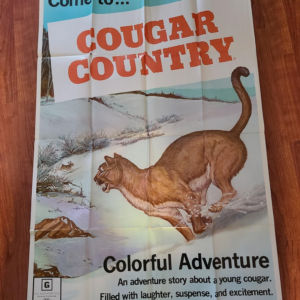 Come to...
COUGAR
COUNTRY
Colorful Adventure
An adventure story about a young cougar.
Filled with laughter, suspense, and excitement.
G